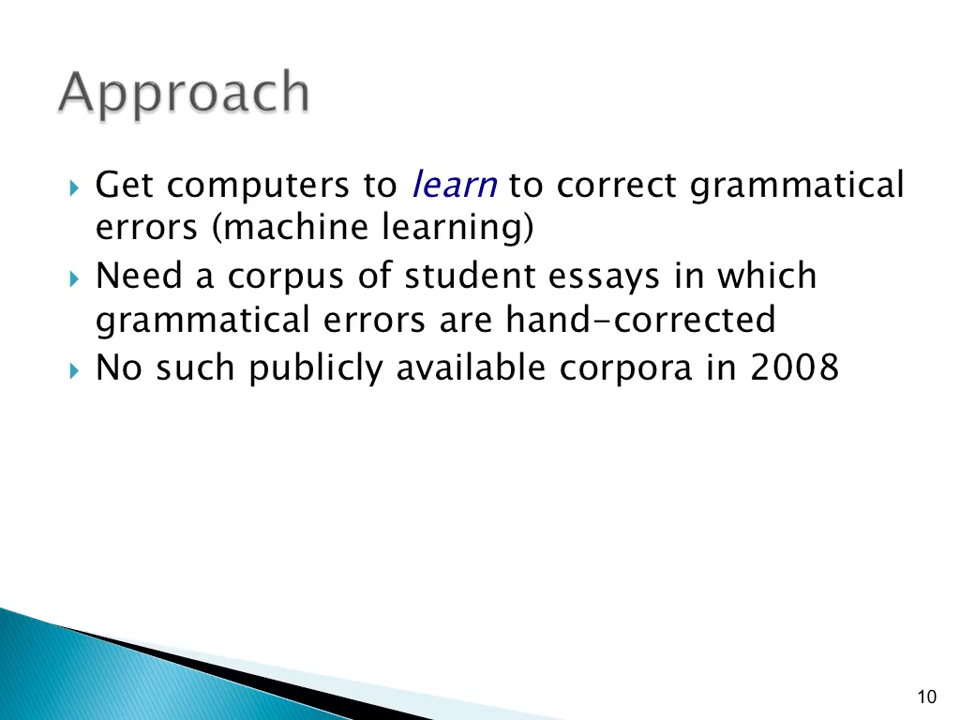 Approach
Get computers to learn to correct grammatical
errors (machine learning)
Need a corpus of student essays in which
grammatical errors are hand-corrected
No such publicly available corpora in 2008
10